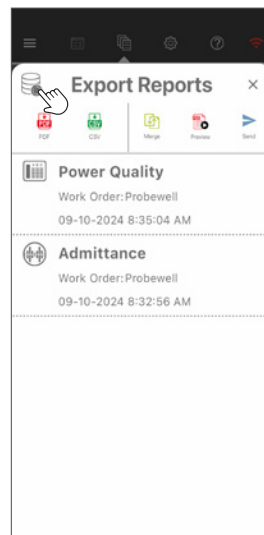 Export Reports ×
PDF CSV Merge Preview Send
Power Quality
Work Order: Probewell
09-10-2024 8:35:04 AM
Admittance
Work Order: Probewell
09-10-2024 8:32:56 AM